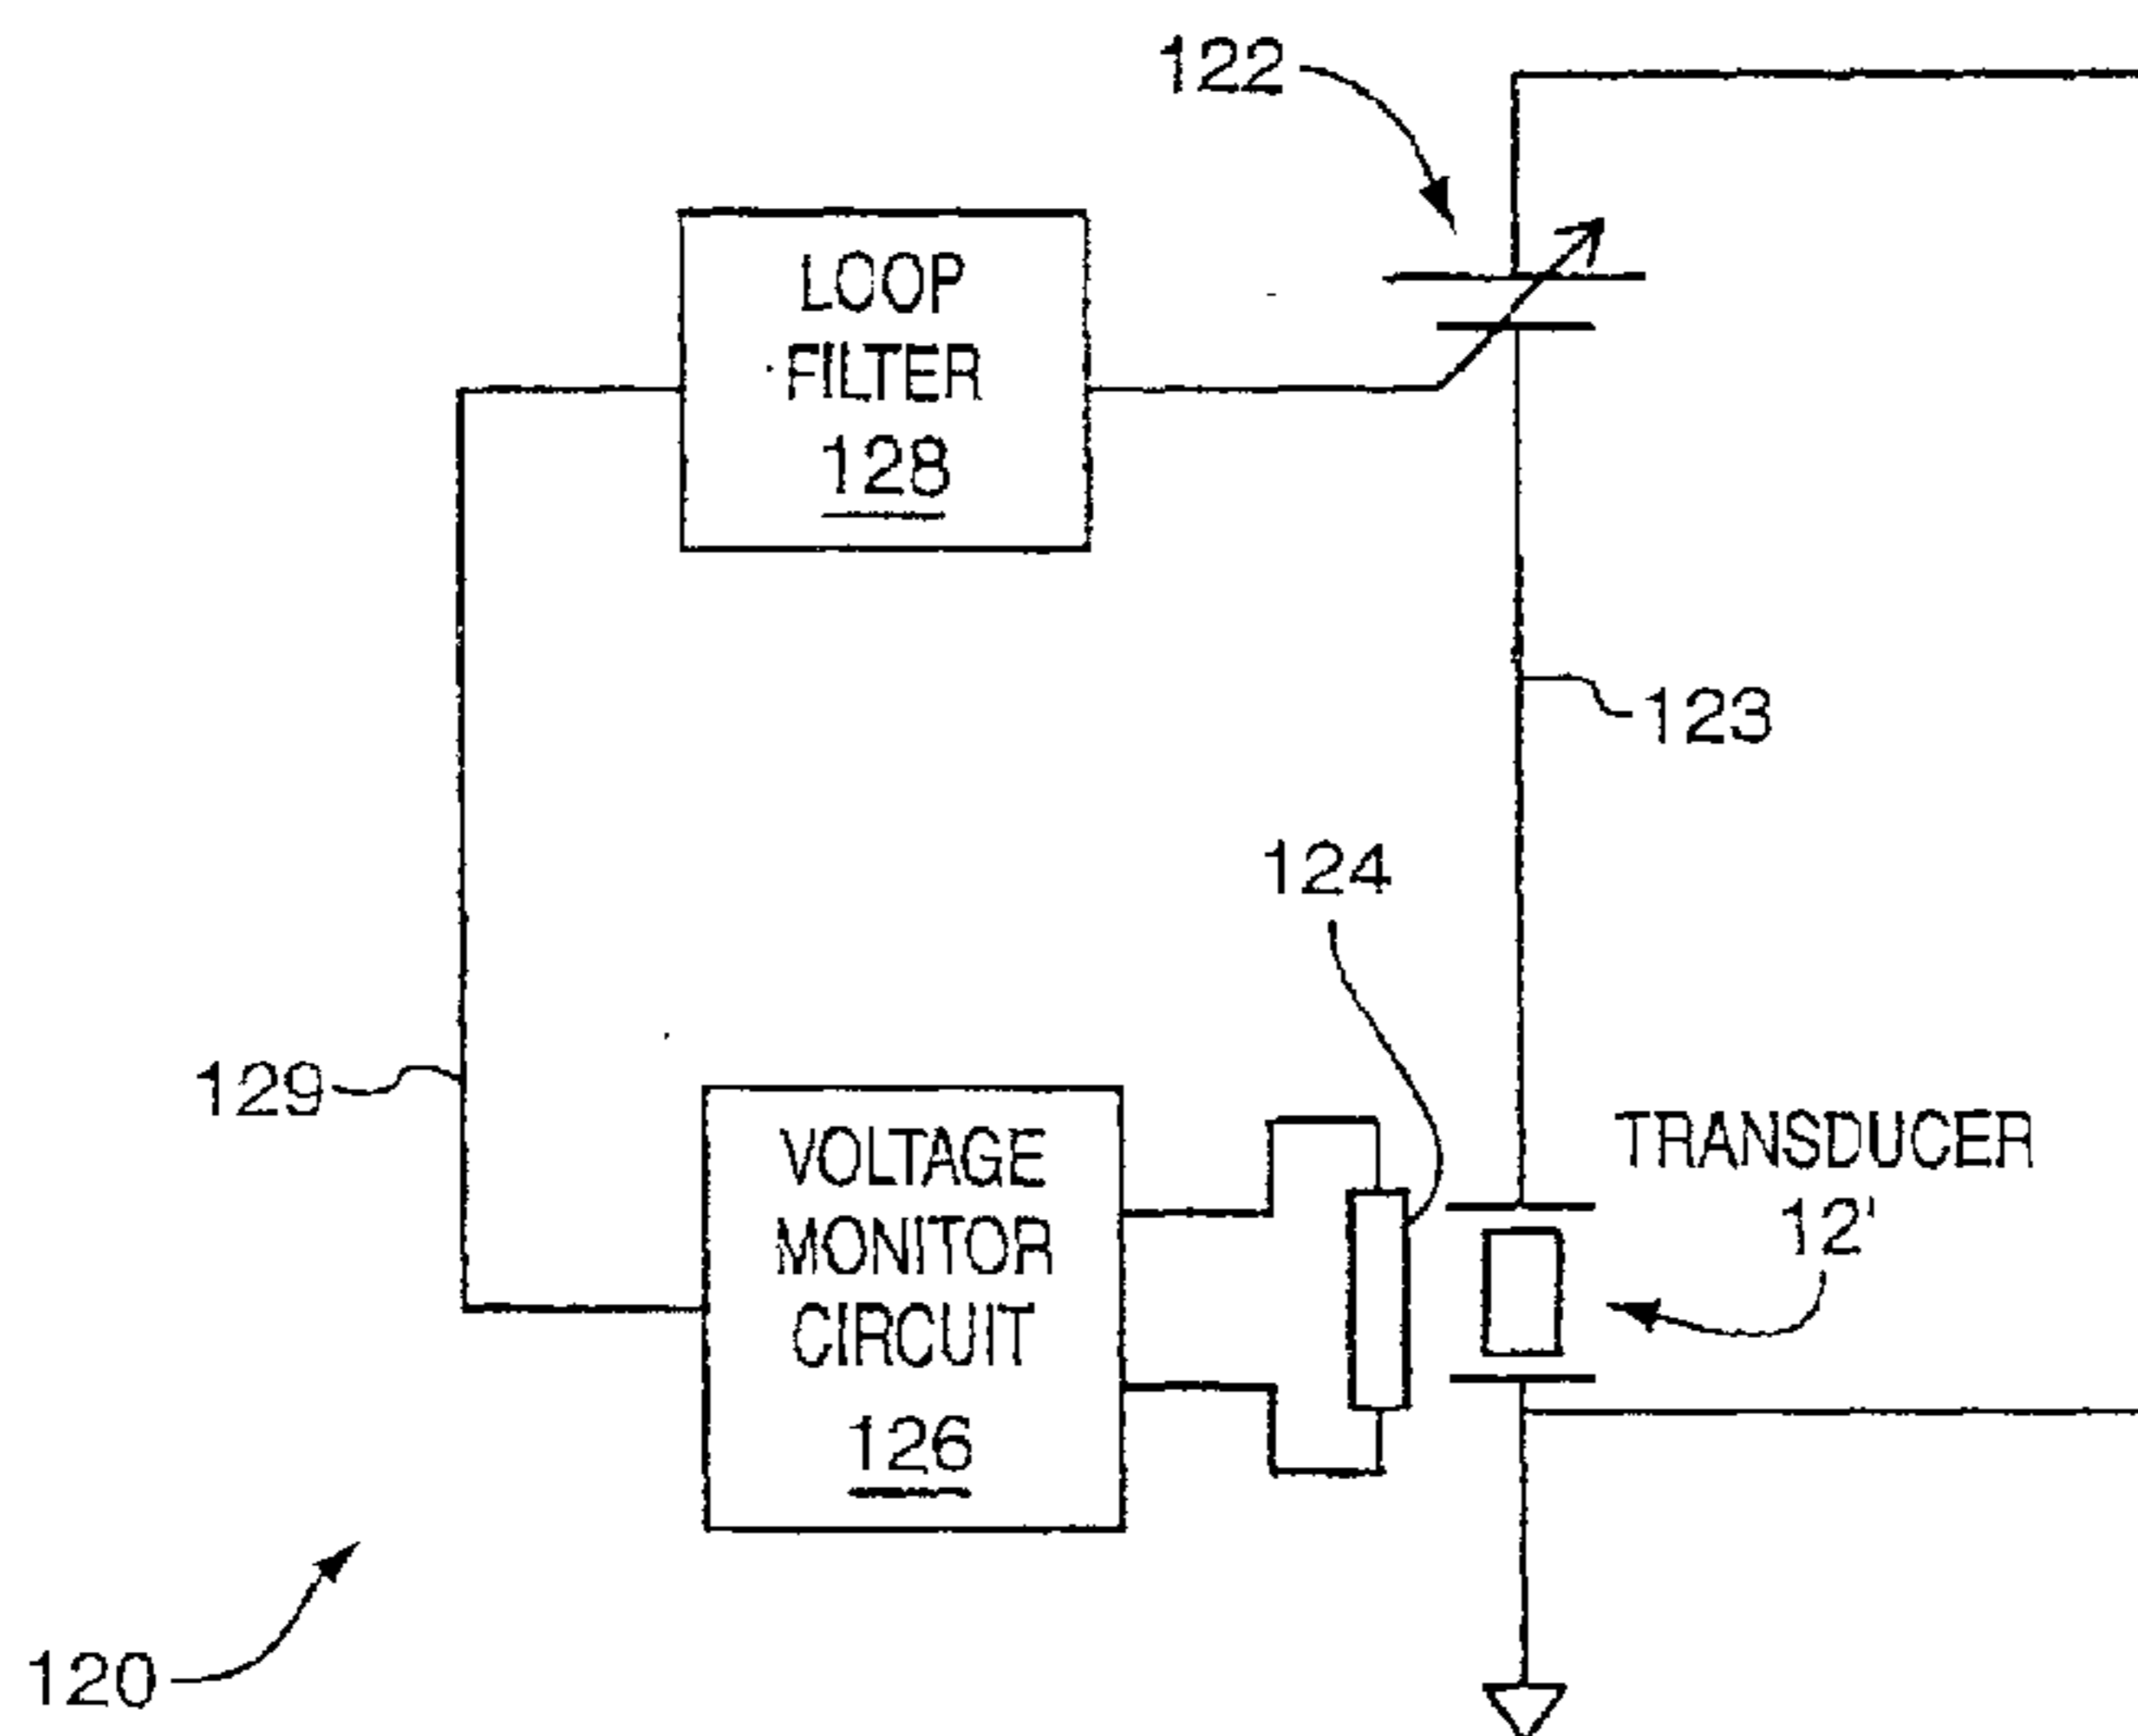 122
LOOP
FILTER
128
123
124
129
VOLTAGE
MONITOR
CIRCUIT
126
TRANSDUCER
12'
120